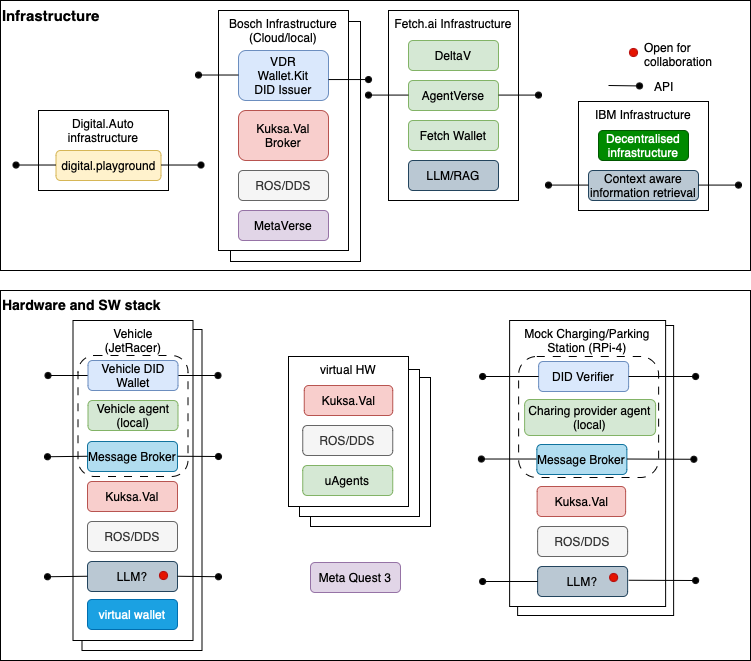 Infrastructure
Bosch Infrastructure
(Cloud/local)
VDR
Wallet.Kit
DID Issuer
Kuksa.Val
Broker
ROS/DDS
MetaVerse
Fetch.ai Infrastructure
DeltaV
AgentVerse
Fetch Wallet
LLM/RAG
Open for
collaboration
API
Digital.Auto
infrastructure
digital.playground
IBM Infrastructure
Decentralised
infrastructure
Context aware
information retrieval
Hardware and SW stack
Vehicle
(JetRacer)
Vehicle DID
Wallet
Vehicle agent
(local)
Message Broker
Kuksa.Val
ROS/DDS
LLM?
virtual wallet
virtual HW
Kuksa.Val
ROS/DDS
uAgents
Meta Quest 3
Mock Charging/Parking
Station (RPi-4)
DID Verifier
Charing provider agent
(local)
Message Broker
Kuksa.Val
ROS/DDS
LLM?